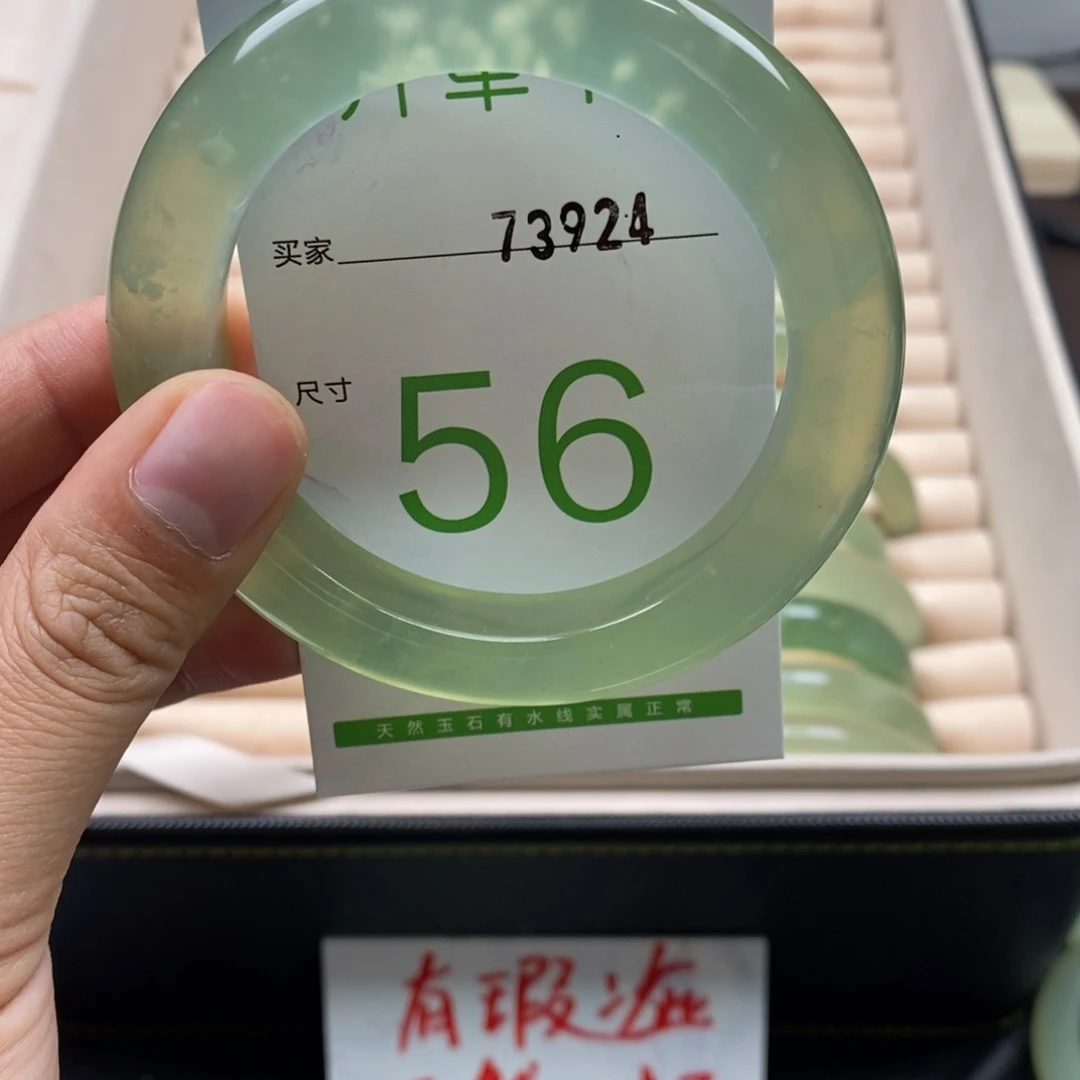 买家 73924
尺寸 56
天然玉石有水线实属正常
有瑕疵